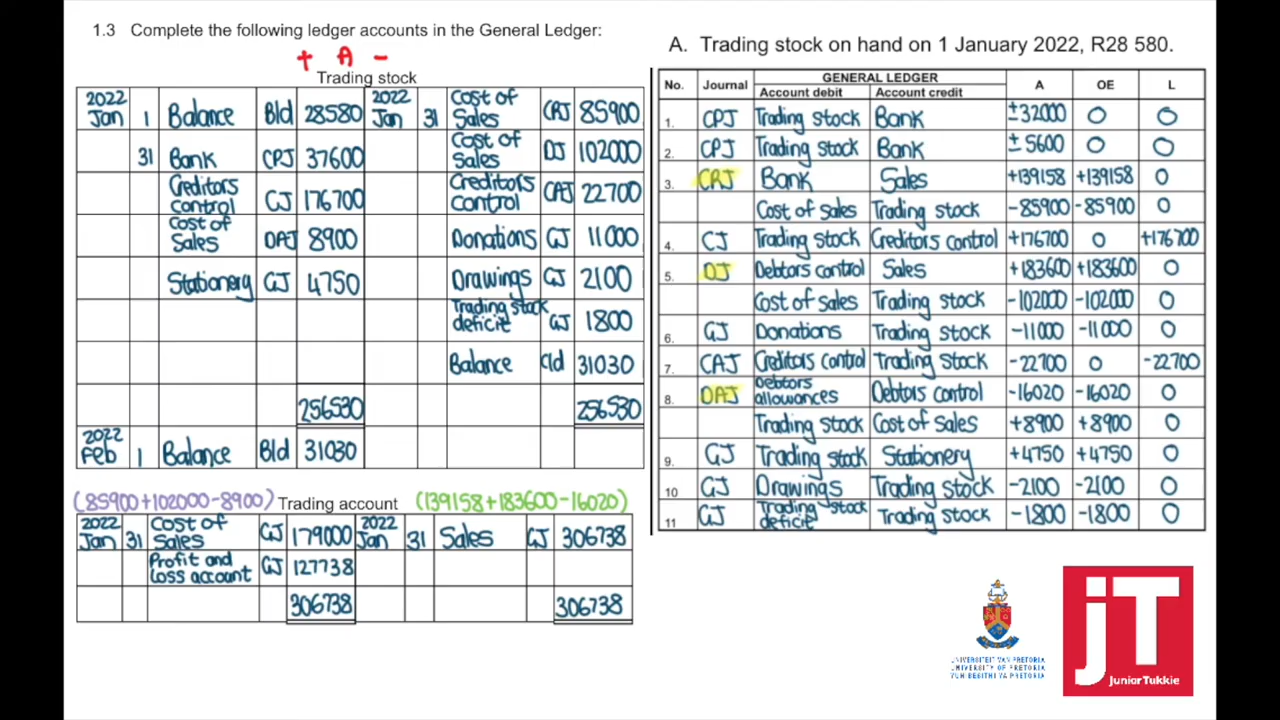 1.3 Complete the following ledger accounts in the General Ledger:
+ A -
Trading stock
2022 Jan 1 Balance Bld 28580 2022 Jan 31 Cost of Sales CRJ 85900
31 Bank CPJ 37600 Cost of Sales DJ 102000
Creditors control CJ 176700 Creditors control CAJ 22700
Cost of Sales DAJ 8900 Donations GJ 11000
Stationery GJ 4750 Drawings GJ 2100
Trading stock deficit GJ 1800
Balance Cld 31030
256530 256530
2022 Feb 1 Balance Bld 31030
(85900+102000-8900) Trading account (139158+183600-16020)
2022 Jan 31 Cost of Sales GJ 179000 2022 Jan 31 Sales GJ 306738
Profit and loss account GJ 127738
306738 306738
A. Trading stock on hand on 1 January 2022, R28 580.
No. Journal GENERAL LEDGER A OE L
Account debit Account credit
1. CPJ Trading stock Bank ±32000 0 0
2. CPJ Trading stock Bank ±5600 0 0
3. CRJ Bank Sales +139158 +139158 0
Cost of Sales Trading stock -85900 -85900 0
4. CJ Trading stock Creditors control +176700 0 +176700
5. DJ Debtors control Sales +183600 +183600 0
Cost of Sales Trading stock -102000 -102000 0
6. GJ Donations Trading stock -11000 -11000 0
7. CAJ Creditors control Trading stock -22700 0 -22700
8. DAJ Debtors allowances Debtors control -16020 -16020 0
Trading stock Cost of Sales +8900 +8900 0
9. GJ Trading stock Stationery +4750 +4750 0
10 GJ Drawings Trading stock -2100 -2100 0
11 GJ Trading stock deficit Trading stock -1800 -1800 0
UNIVERSITEIT VAN PRETORIA
UNIVERSITY OF PRETORIA
YUNIBESITHI YA PRETORIA
jT
JuniorTukkie